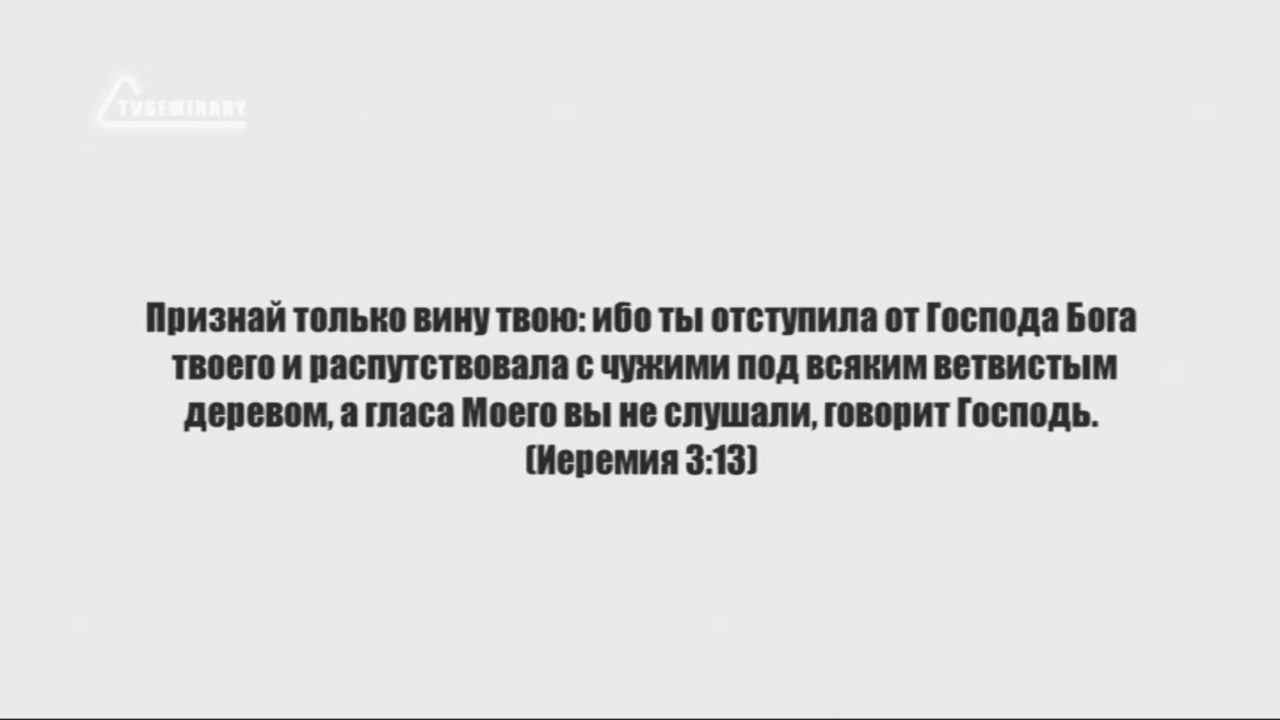 TVSEMINARY
Признай только вину твою: ибо ты отступила от Господа Бога
твоего и распутствовала с чужими под всяким ветвистым
деревом, а гласа Моего вы не слушали, говорит Господь.
(Иеремия 3:13)